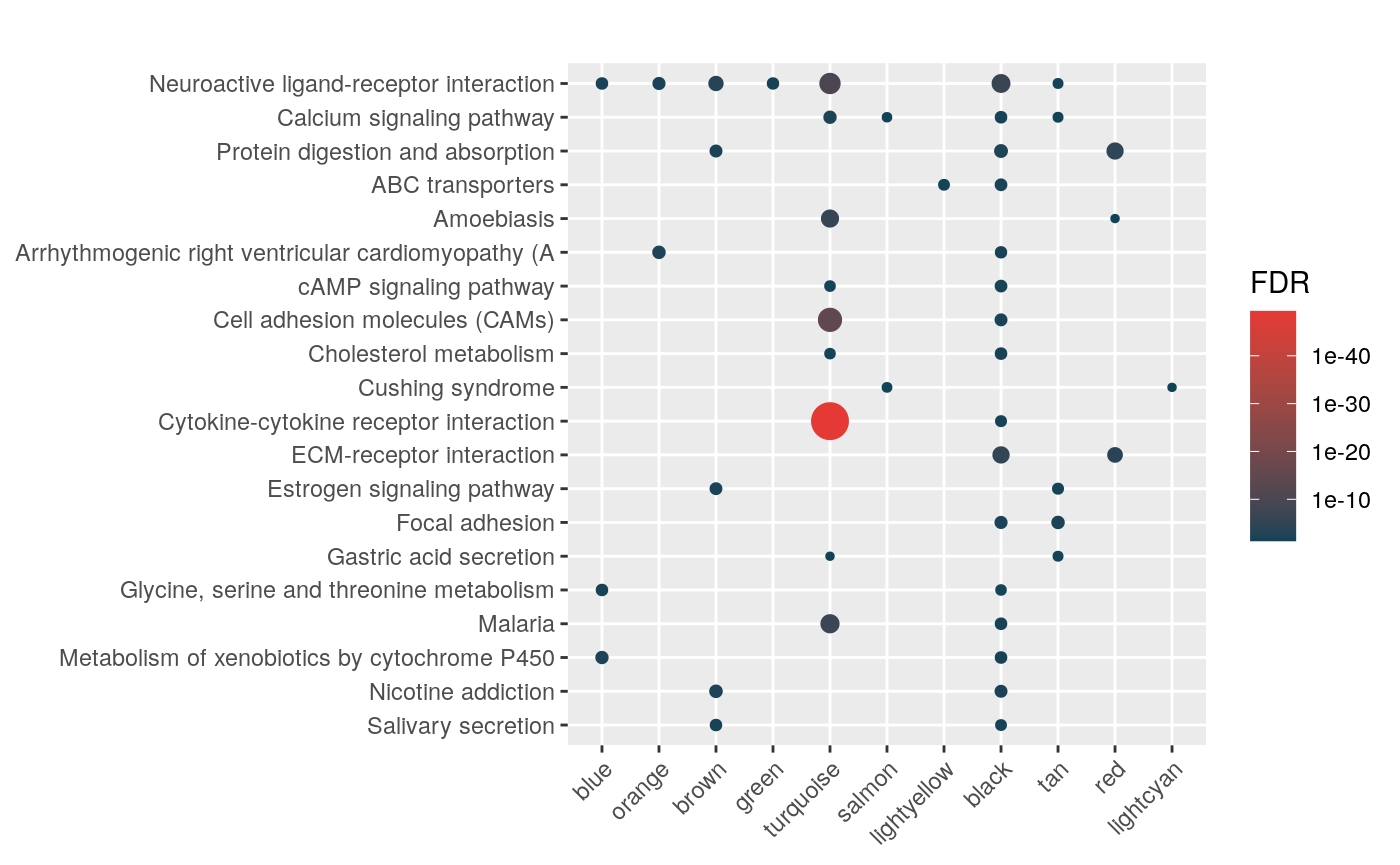 Neuroactive ligand-receptor interaction
Calcium signaling pathway
Protein digestion and absorption
ABC transporters
Amoebiasis
Arrhythmogenic right ventricular cardiomyopathy (A
cAMP signaling pathway
Cell adhesion molecules (CAMs)
Cholesterol metabolism
Cushing syndrome
Cytokine-cytokine receptor interaction
ECM-receptor interaction
Estrogen signaling pathway
Focal adhesion
Gastric acid secretion
Glycine, serine and threonine metabolism
Malaria
Metabolism of xenobiotics by cytochrome P450
Nicotine addiction
Salivary secretion
blue
orange
brown
green
turquoise
salmon
lightyellow
black
tan
red
lightcyan
FDR
1e-40
1e-30
1e-20
1e-10